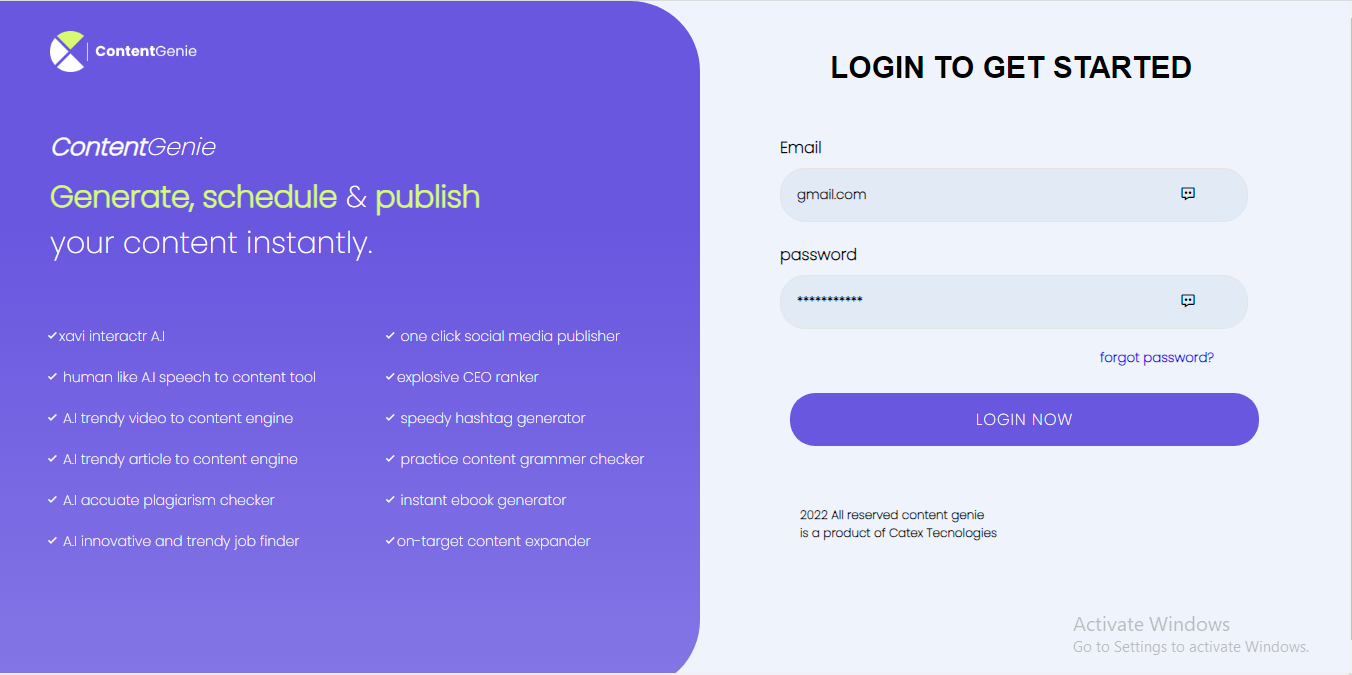 ContentGenie
ContentGenie
Generate, schedule & publish
your content instantly.
xavi interactr A.I
human like A.I speech to content tool
A.I trendy video to content engine
A.I trendy article to content engine
A.I accuate plagiarism checker
A.I innovative and trendy job finder
one click social media publisher
explosive CEO ranker
speedy hashtag generator
practice content grammer checker
instant ebook generator
on-target content expander
LOGIN TO GET STARTED
Email
gmail.com
password
***********
forgot password?
LOGIN NOW
2022 All reserved content genie
is a product of Catex Tecnologies
Activate Windows
Go to Settings to activate Windows.